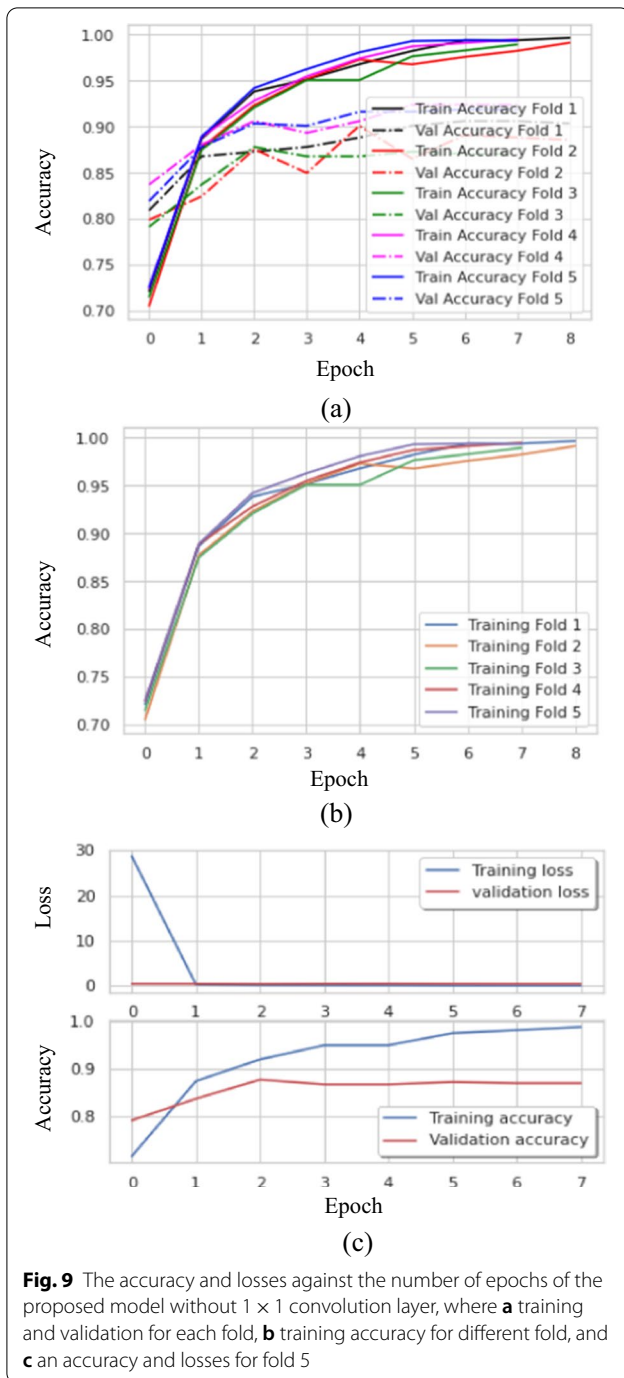 1.00
0.95
0.90
0.85
0.80
0.75
0.70
Accuracy
Train Accuracy Fold 1
Val Accuracy Fold 1
Train Accuracy Fold 2
Val Accuracy Fold 2
Train Accuracy Fold 3
Val Accuracy Fold 3
Train Accuracy Fold 4
Val Accuracy Fold 4
Train Accuracy Fold 5
Val Accuracy Fold 5
0 1 2 3 4 5 6 7 8
Epoch
(a)
1.00
0.95
0.90
0.85
0.80
0.75
0.70
Accuracy
Training Fold 1
Training Fold 2
Training Fold 3
Training Fold 4
Training Fold 5
0 1 2 3 4 5 6 7 8
Epoch
(b)
30
20
10
0
Loss
Training loss
validation loss
0 1 2 3 4 5 6 7
1.0
0.9
0.8
Accuracy
Training accuracy
Validation accuracy
0 1 2 3 4 5 6 7
Epoch
(c)
Fig. 9 The accuracy and losses against the number of epochs of the
proposed model without 1 × 1 convolution layer, where a training
and validation for each fold, b training accuracy for different fold, and
c an accuracy and losses for fold 5